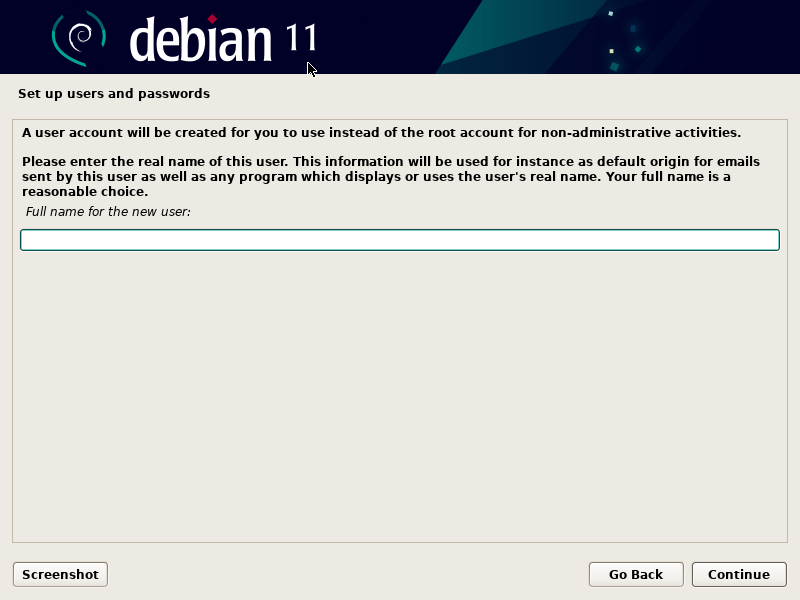 debian 11
Set up users and passwords
A user account will be created for you to use instead of the root account for non-administrative activities.
Please enter the real name of this user. This information will be used for instance as default origin for emails
sent by this user as well as any program which displays or uses the user's real name. Your full name is a
reasonable choice.
Full name for the new user:
Screenshot
Go Back
Continue